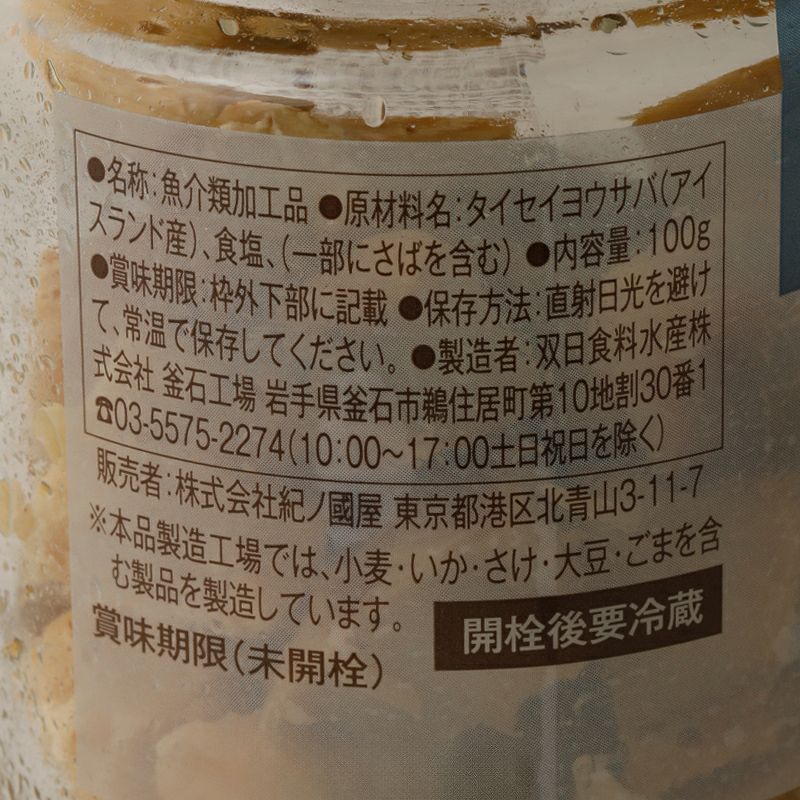 ●名称：魚介類加工品 ●原材料名：タイセイヨウサバ（アイ
スランド産）、食塩、（一部にさばを含む） ●内容量：100g
●賞味期限：枠外下部に記載 ●保存方法：直射日光を避け
て、常温で保存してください。 ●製造者：双日食料水産株
式会社 釜石工場 岩手県釜石市鵜住居町第10地割30番1
☎03-5575-2274（10：00〜17：00土日祝日を除く）
販売者：株式会社紀ノ國屋 東京都港区北青山3-11-7
※本品製造工場では、小麦・いか・さけ・大豆・ごまを含
む製品を製造しています。
開栓後要冷蔵
賞味期限（未開栓）